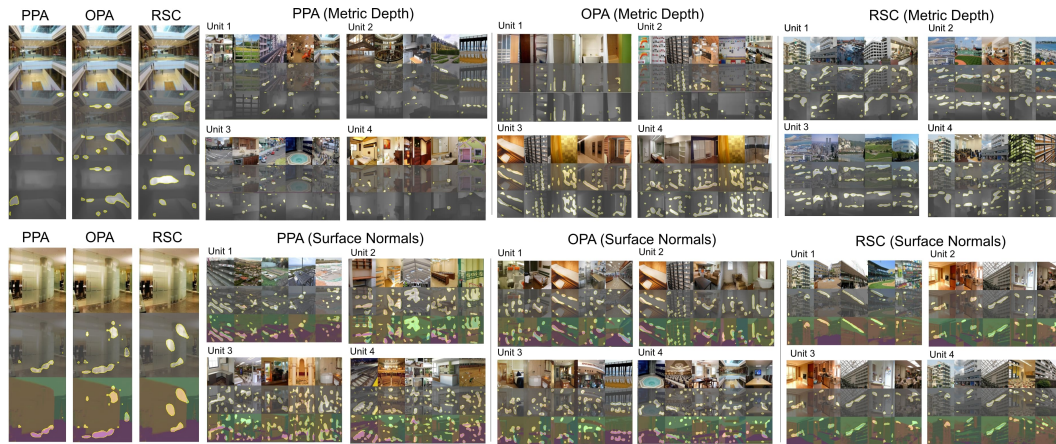 PPA OPA RSC PPA (Metric Depth) OPA (Metric Depth) RSC (Metric Depth)
Unit 1 Unit 2 Unit 1 Unit 2 Unit 1 Unit 2
Unit 3 Unit 4 Unit 3 Unit 4 Unit 3 Unit 4
PPA OPA RSC PPA (Surface Normals) OPA (Surface Normals) RSC (Surface Normals)
Unit 1 Unit 2 Unit 1 Unit 2 Unit 1 Unit 2
Unit 3 Unit 4 Unit 3 Unit 4 Unit 3 Unit 4